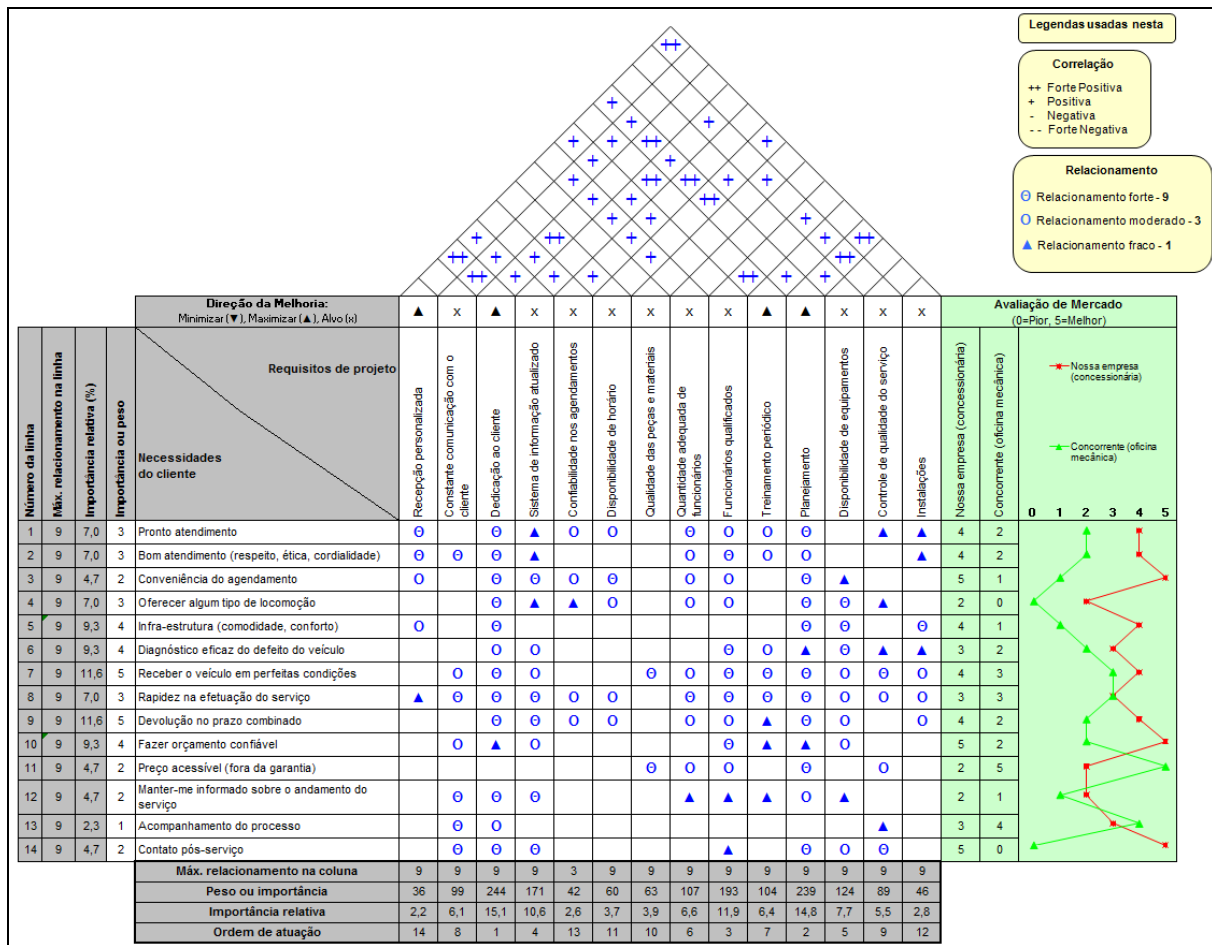 Legendas usadas nesta
Correlação
++ Forte Positiva
+ Positiva
- Negativa
- - Forte Negativa
Relacionamento
Θ Relacionamento forte - 9
O Relacionamento moderado - 3
▲ Relacionamento fraco - 1
Direção da Melhoria:
Minimizar (▼), Maximizar (▲), Alvo (x)
▲ x ▲ x x x x x x ▲ ▲ x x x
Avaliação de Mercado
(0=Pior, 5=Melhor)
Número da linha
Máx. relacionamento na linha
Importância relativa (%)
Importância ou peso
Requisitos de projeto
Necessidades
do cliente
Recepção personalizada
Constante comunicação com o
cliente
Dedicação ao cliente
Sistema de informação atualizado
Confiabilidade nos agendamentos
Disponibilidade de horário
Qualidade das peças e materiais
Quantidade adequada de
funcionários
Funcionários qualificados
Treinamento periódico
Planejamento
Disponibilidade de equipamentos
Controle de qualidade do serviço
Instalações
Nossa empresa (concessionária)
Concorrente (oficina mecânica)
Nossa empresa
(concessionária)
Concorrente (oficina
mecânica)
0 1 2 3 4 5
1 9 7,0 3 Pronto atendimento Θ Θ ▲ O O Θ O O Θ ▲ ▲ 4 2
2 9 7,0 3 Bom atendimento (respeito, ética, cordialidade) Θ Θ Θ ▲ O Θ O O ▲ 4 2
3 9 4,7 2 Conveniência do agendamento O Θ Θ O Θ O O Θ ▲ 5 1
4 9 7,0 3 Oferecer algum tipo de locomoção Θ ▲ ▲ O O O Θ Θ ▲ 2 0
5 9 9,3 4 Infra-estrutura (comodidade, conforto) O Θ Θ Θ Θ 4 1
6 9 9,3 4 Diagnóstico eficaz do defeito do veículo O O Θ O ▲ Θ ▲ ▲ 3 2
7 9 11,6 5 Receber o veículo em perfeitas condições O Θ O Θ O Θ Θ Θ O Θ O 4 3
8 9 7,0 3 Rapidez na efetuação do serviço ▲ Θ Θ Θ O O Θ Θ Θ Θ O O O 3 3
9 9 11,6 5 Devolução no prazo combinado Θ Θ O O O O ▲ Θ O O 4 2
10 9 9,3 4 Fazer orçamento confiável O ▲ O Θ ▲ ▲ O 5 2
11 9 4,7 2 Preço acessível (fora da garantia) Θ O O Θ O 2 5
12 9 4,7 2 Manter-me informado sobre o andamento do
serviço Θ Θ Θ ▲ ▲ ▲ O ▲ 2 1
13 9 2,3 1 Acompanhamento do processo Θ O ▲ 3 4
14 9 4,7 2 Contato pós-serviço Θ Θ Θ ▲ Θ O Θ 5 0
Máx. relacionamento na coluna 9 9 9 9 3 9 9 9 9 9 9 9 9 9
Peso ou importância 36 99 244 171 42 60 63 107 193 104 239 124 89 46
Importância relativa 2,2 6,1 15,1 10,6 2,6 3,7 3,9 6,6 11,9 6,4 14,8 7,7 5,5 2,8
Ordem de atuação 14 8 1 4 13 11 10 6 3 7 2 5 9 12